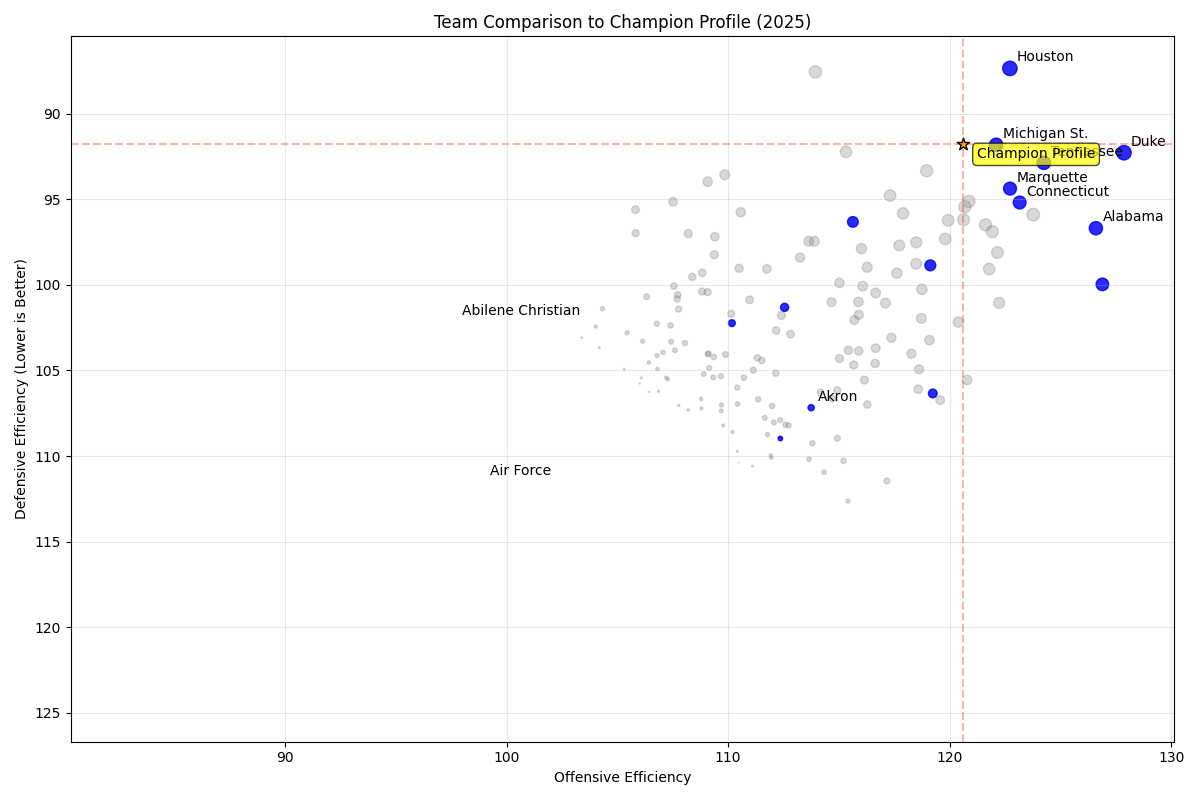 Team Comparison to Champion Profile (2025)
Houston
Michigan St.
Duke
Champion Profile
Marquette
Connecticut
Alabama
Abilene Christian
Akron
Air Force
Defensive Efficiency (Lower is Better)
90
95
100
105
110
115
120
125
90
100
110
120
130
Offensive Efficiency